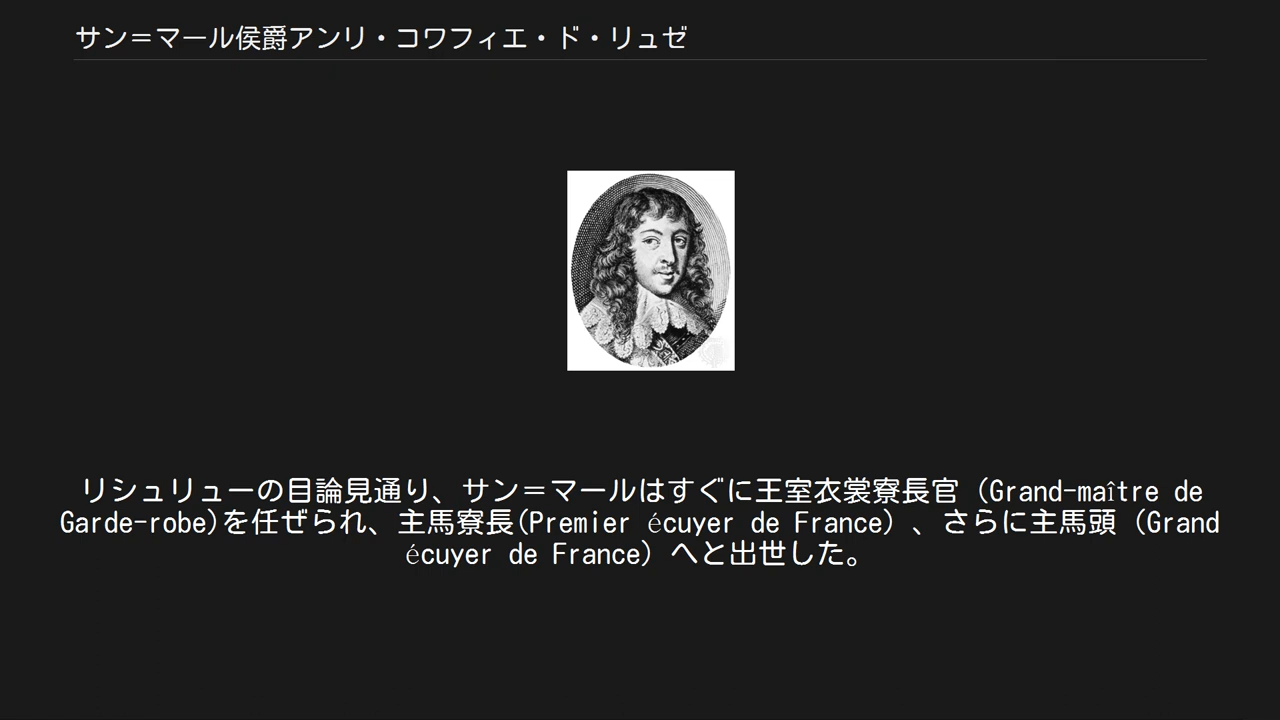 サン＝マール侯爵アンリ・コワフィエ・ド・リュゼ
リシュリューの目論見通り、サン＝マールはすぐに王室衣裳寮長官（Grand-maître de
Garde-robe)を任ぜられ、主馬寮長(Premier écuyer de France）、さらに主馬頭（Grand
écuyer de France）へと出世した。